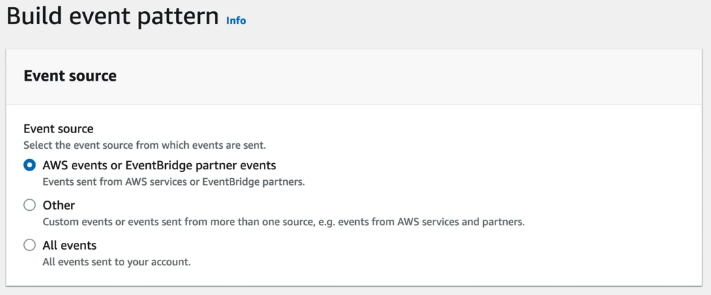 Build event pattern Info
Event source
Event source
Select the event source from which events are sent.
AWS events or EventBridge partner events
Events sent from AWS services or EventBridge partners.
Other
Custom events or events sent from more than one source, e.g. events from AWS services and partners.
All events
All events sent to your account.